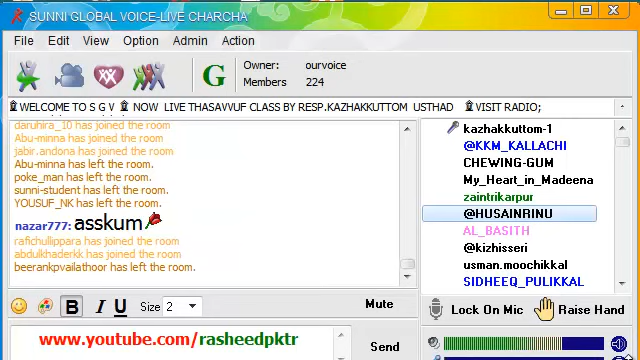 SUNNI GLOBAL VOICE-LIVE CHARCHA
File Edit View Option Admin Action
G
Owner: ourvoice
Members 224
WELCOME TO S G V NOW LIVE THASAVVUF CLASS BY RESP.KAZHAKKUTTOM USTHAD VISIT RADIO;
daruhira_10 has joined the room
Abu-minna has joined the room
jabir.andona has joined the room
Abu-minna has left the room.
poke_man has left the room.
sunni-student has left the room.
YOUSUF_NK has left the room.
nazar777: asskum
rafichullippara has joined the room
abdulkhaderkk has joined the room
beerankpvailathoor has left the room.
kazhakkuttom-1
@KKM_KALLACHI
CHEWING-GUM
My_Heart_in_Madeena
zaintrikarpur
@HUSAINRINU
AL_BASITH
@kizhisseri
usman.moochikkal
SIDHEEQ_PULIKKAL
B I U Size 2 Mute
Lock On Mic Raise Hand
www.youtube.com/rasheedpktr
Send